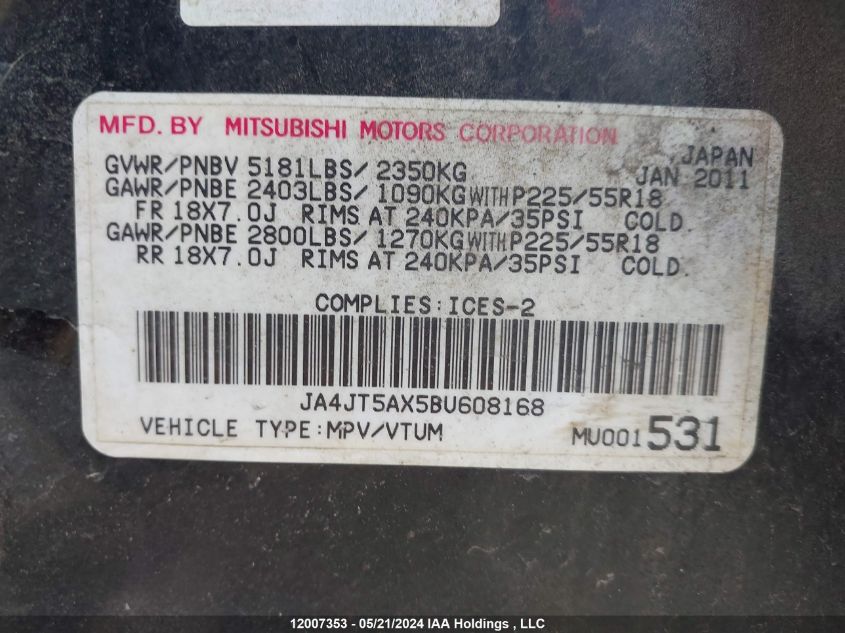 MFD. BY MITSUBISHI MOTORS CORPORATION
JAPAN
GVWR/PNBV 5181LBS/ 2350KG JAN 2011
GAWR/PNBE 2403LBS/ 1090KG WITH P225/55R18
FR 18X7.0J RIMS AT 240KPA/35PSI COLD.
GAWR/PNBE 2800LBS/ 1270KG WITH P225/55R18
RR 18X7.0J RIMS AT 240KPA/35PSI COLD.
COMPLIES:ICES-2
JA4JT5AX5BU608168
VEHICLE TYPE:MPV/VTUM MU001531
12007353 - 05/21/2024 IAA Holdings , LLC